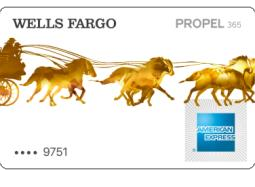 WELLS FARGO
PROPEL 365
•••• 9751
AMERICAN
EXPRESS
®